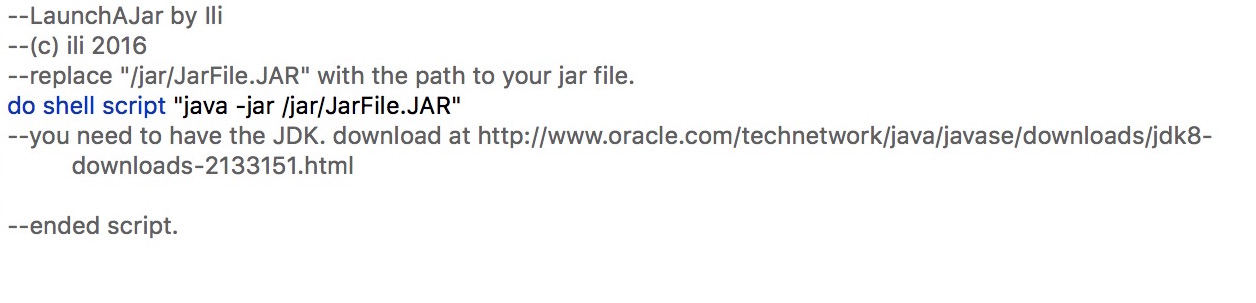 --LaunchAJar by Ili
--(c) ili 2016
--replace "/jar/JarFile.JAR" with the path to your jar file.
do shell script "java -jar /jar/JarFile.JAR"
--you need to have the JDK. download at http://www.oracle.com/technetwork/java/javase/downloads/jdk8-
downloads-2133151.html
--ended script.